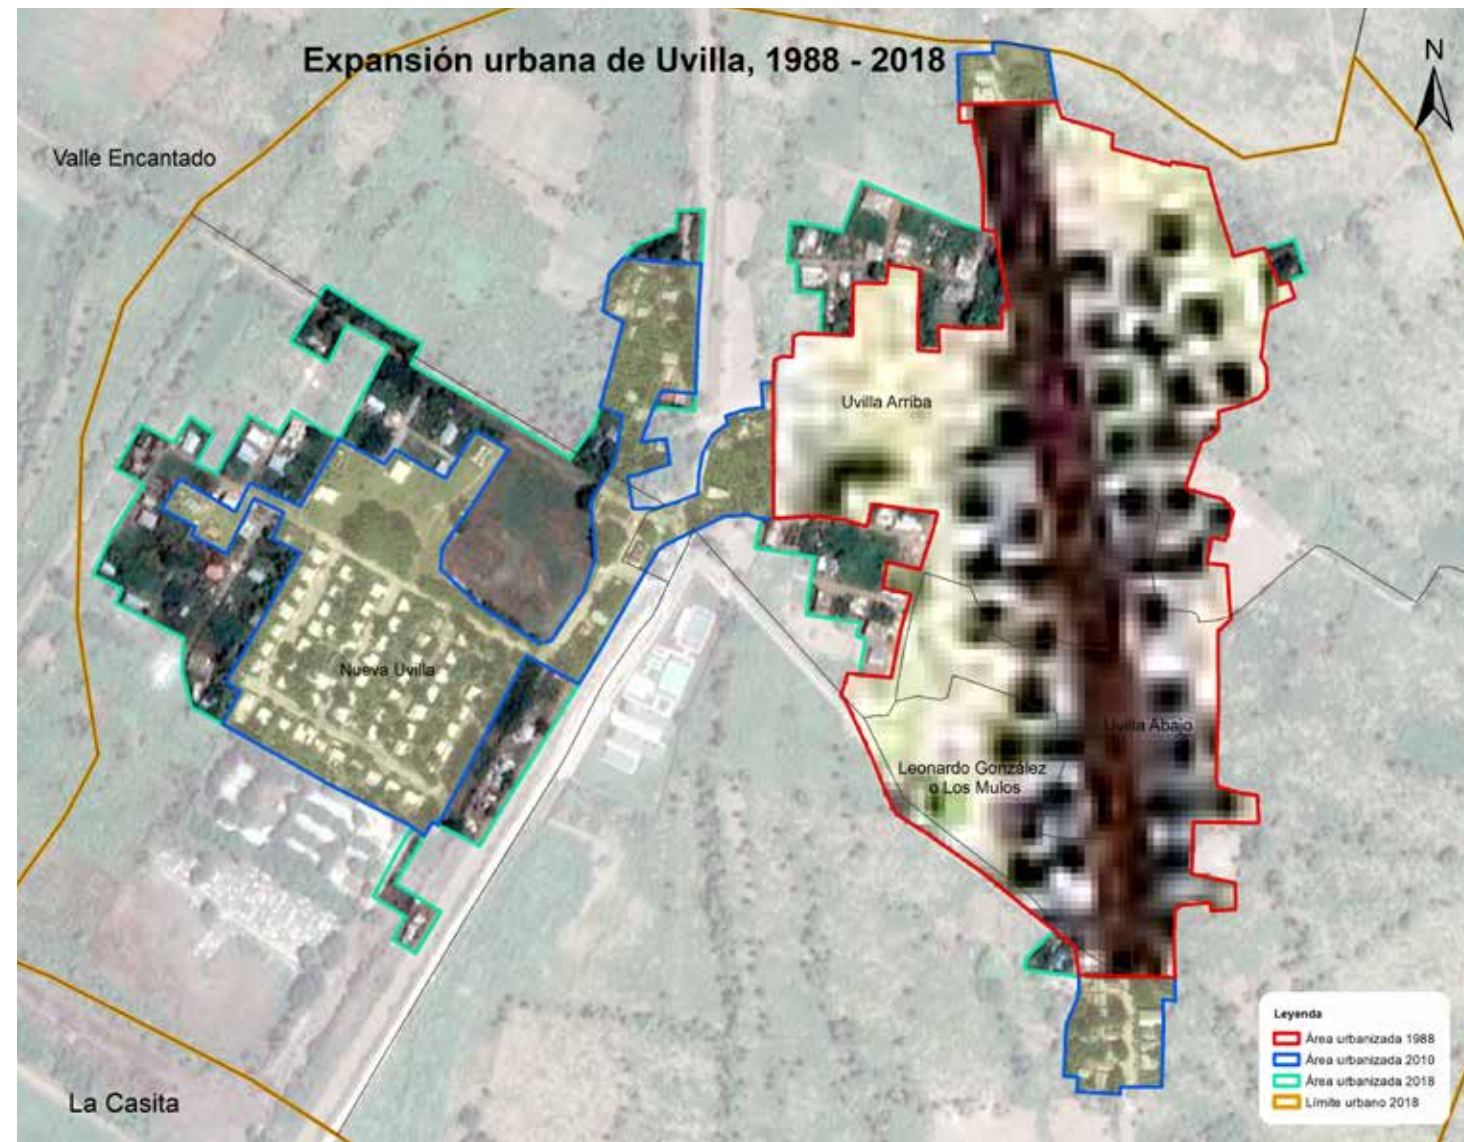 Expansión urbana de Uvilla, 1988 - 2018
N
Valle Encantado
Uvilla Arriba
Nueva Uvilla
Uvilla Abajo
Leonardo González
o Los Mulos
La Casita
Leyenda
Área urbanizada 1988
Área urbanizada 2010
Área urbanizada 2018
Límite urbano 2018